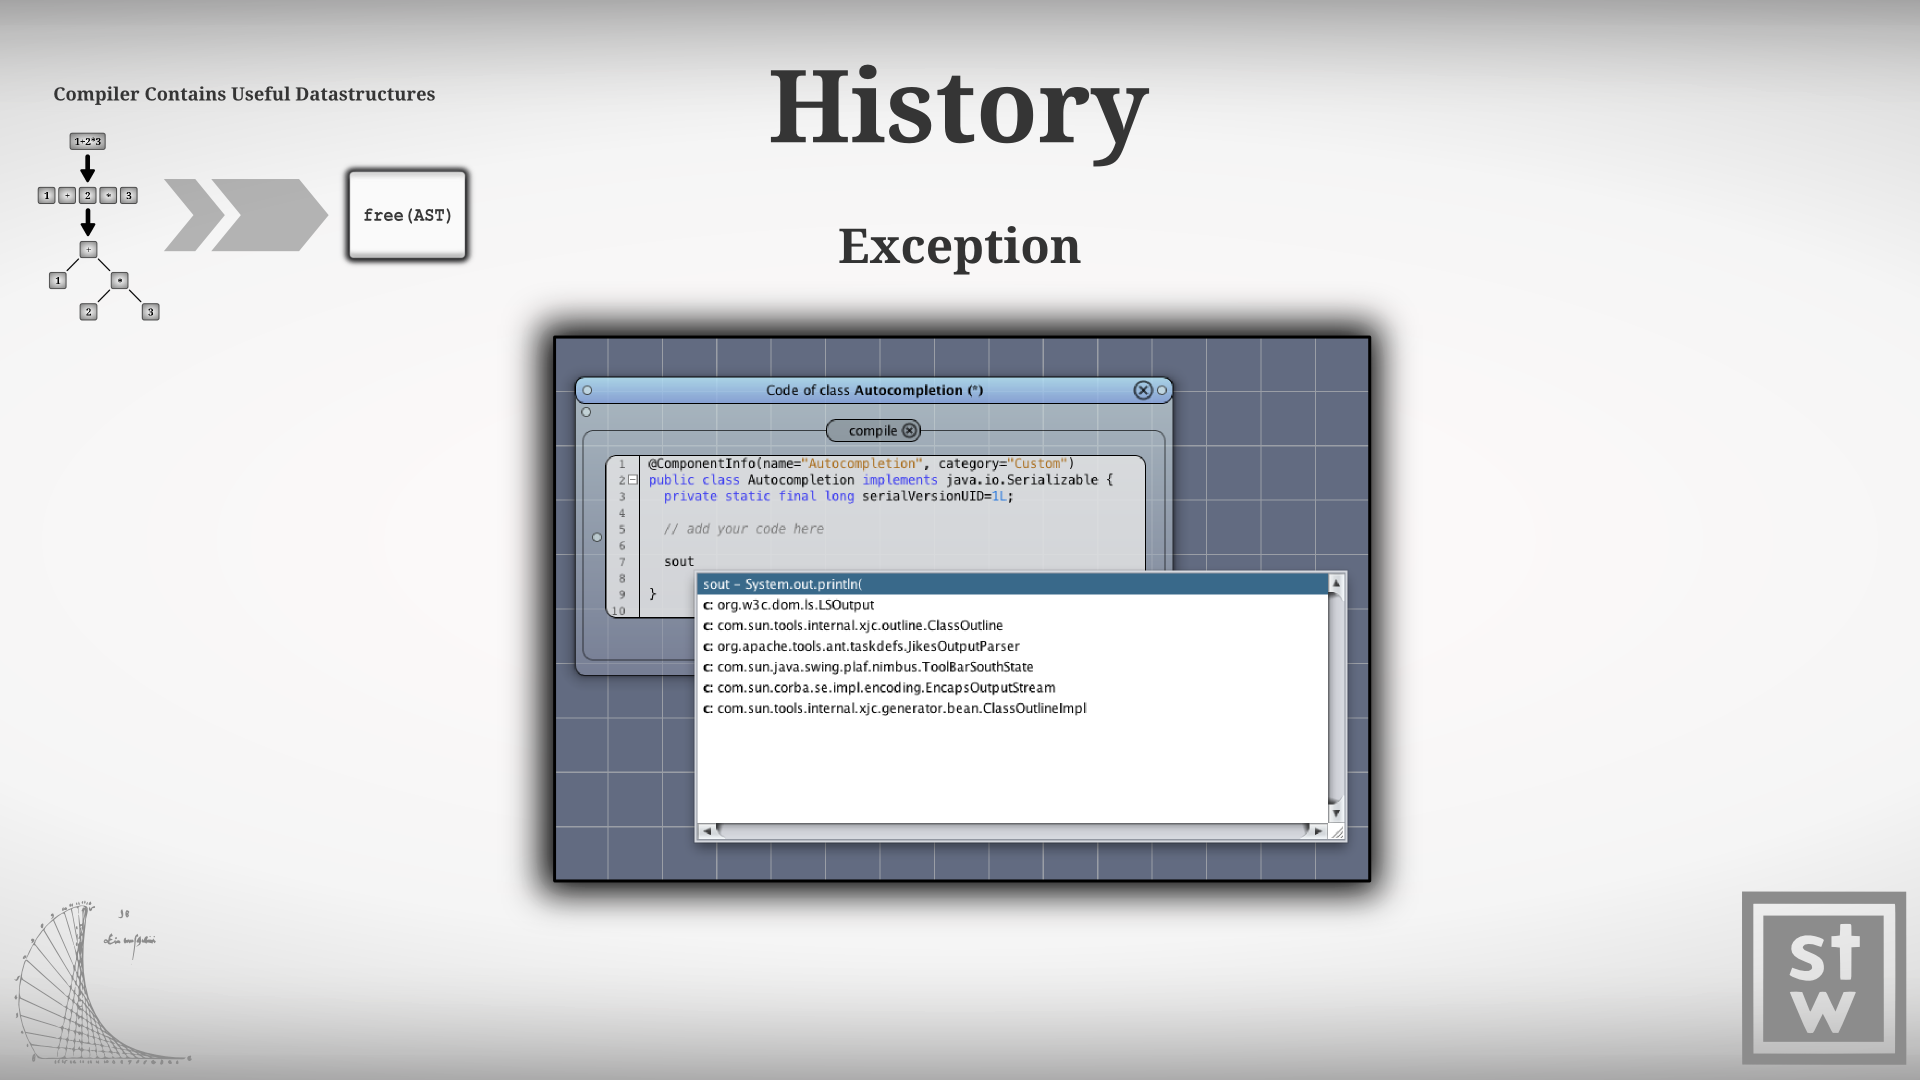 History
Compiler Contains Useful Datastructures
1+2*3
1 + 2 * 3
+
1 *
2 3
free(AST)
Exception
Code of class Autocompletion (*)
compile
1 @ComponentInfo(name="Autocompletion", category="Custom")
2 public class Autocompletion implements java.io.Serializable {
3 private static final long serialVersionUID=1L;
4
5 // add your code here
6
7 sout
8
9 }
10
sout – System.out.println(
c: org.w3c.dom.ls.LSOutput
c: com.sun.tools.internal.xjc.outline.ClassOutline
c: org.apache.tools.ant.taskdefs.JikesOutputParser
c: com.sun.java.swing.plaf.nimbus.ToolBarSouthState
c: com.sun.corba.se.impl.encoding.EncapsOutputStream
c: com.sun.tools.internal.xjc.generator.bean.ClassOutlineImpl
st
w